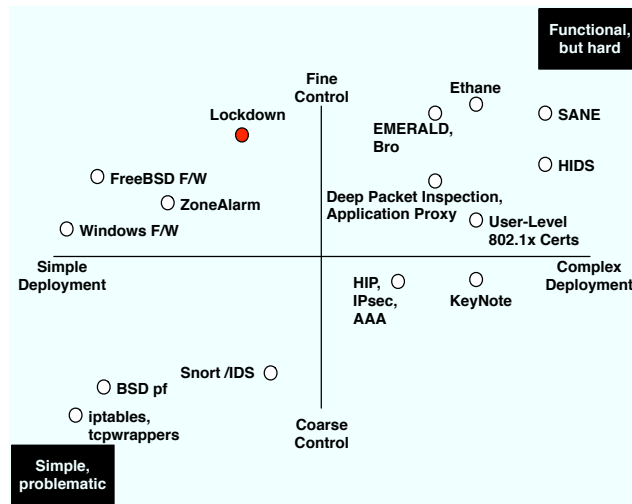 Functional,
but hard
Fine
Control
Ethane
Lockdown
SANE
EMERALD,
Bro
HIDS
FreeBSD F/W
Deep Packet Inspection,
Application Proxy
ZoneAlarm
User-Level
802.1x Certs
Windows F/W
Simple
Deployment
Complex
Deployment
HIP,
IPsec,
AAA
KeyNote
Snort /IDS
BSD pf
iptables,
tcpwrappers
Coarse
Control
Simple,
problematic